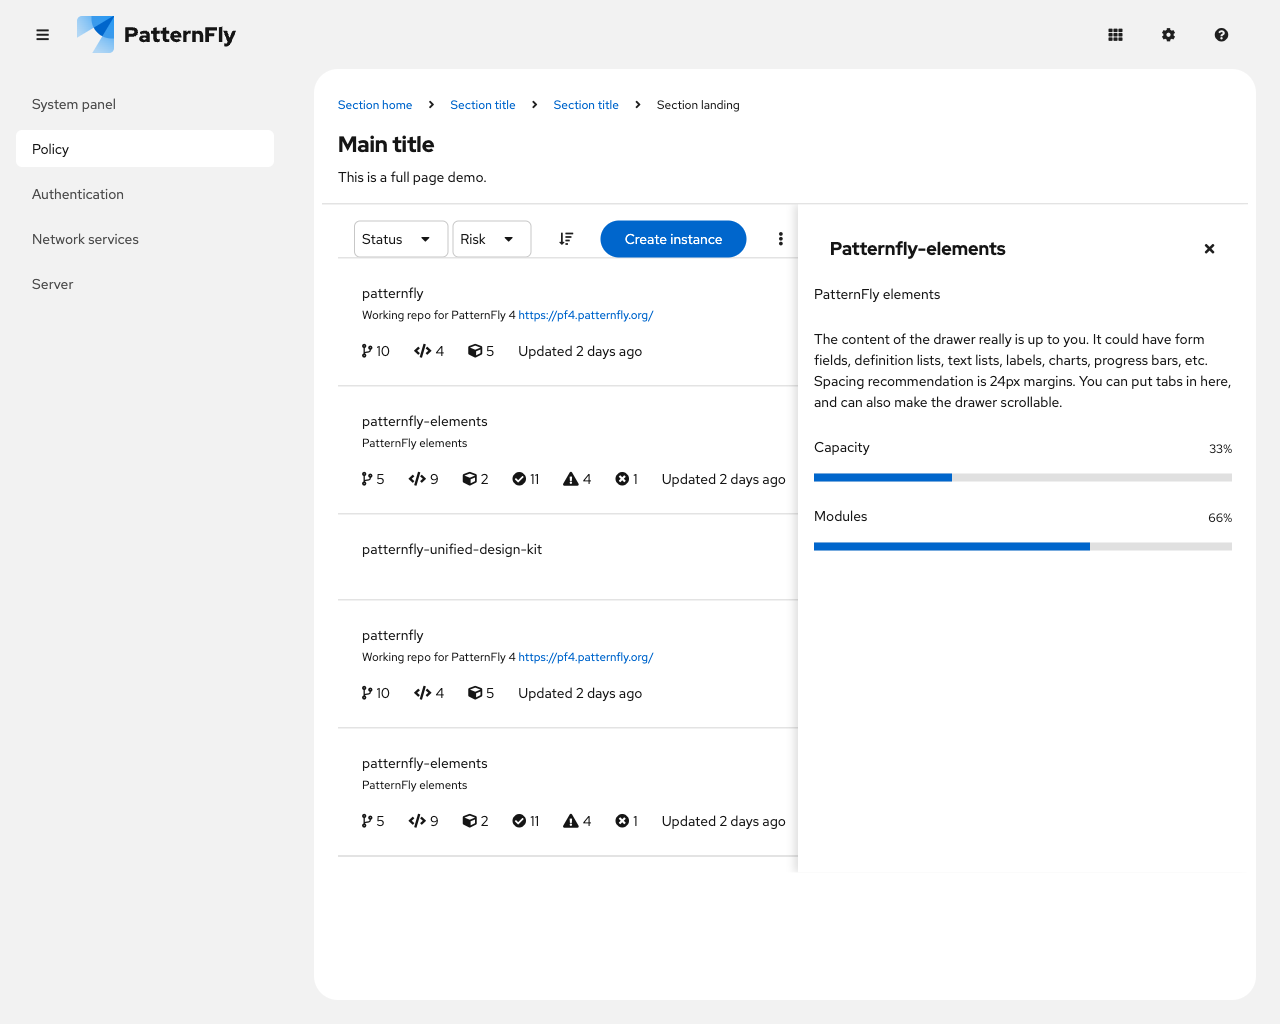 PatternFly
System panel
Policy
Authentication
Network services
Server
Section home
Section title
Section title
Section landing
Main title
This is a full page demo.
Status
Risk
Create instance
patternfly
Working repo for PatternFly 4 https://pf4.patternfly.org/
10 4 5 Updated 2 days ago
patternfly-elements
PatternFly elements
5 9 2 11 4 1 Updated 2 days ago
patternfly-unified-design-kit
patternfly
Working repo for PatternFly 4 https://pf4.patternfly.org/
10 4 5 Updated 2 days ago
patternfly-elements
PatternFly elements
5 9 2 11 4 1 Updated 2 days ago
Patternfly-elements
PatternFly elements
The content of the drawer really is up to you. It could have form
fields, definition lists, text lists, labels, charts, progress bars, etc.
Spacing recommendation is 24px margins. You can put tabs in here,
and can also make the drawer scrollable.
Capacity 33%
Modules 66%